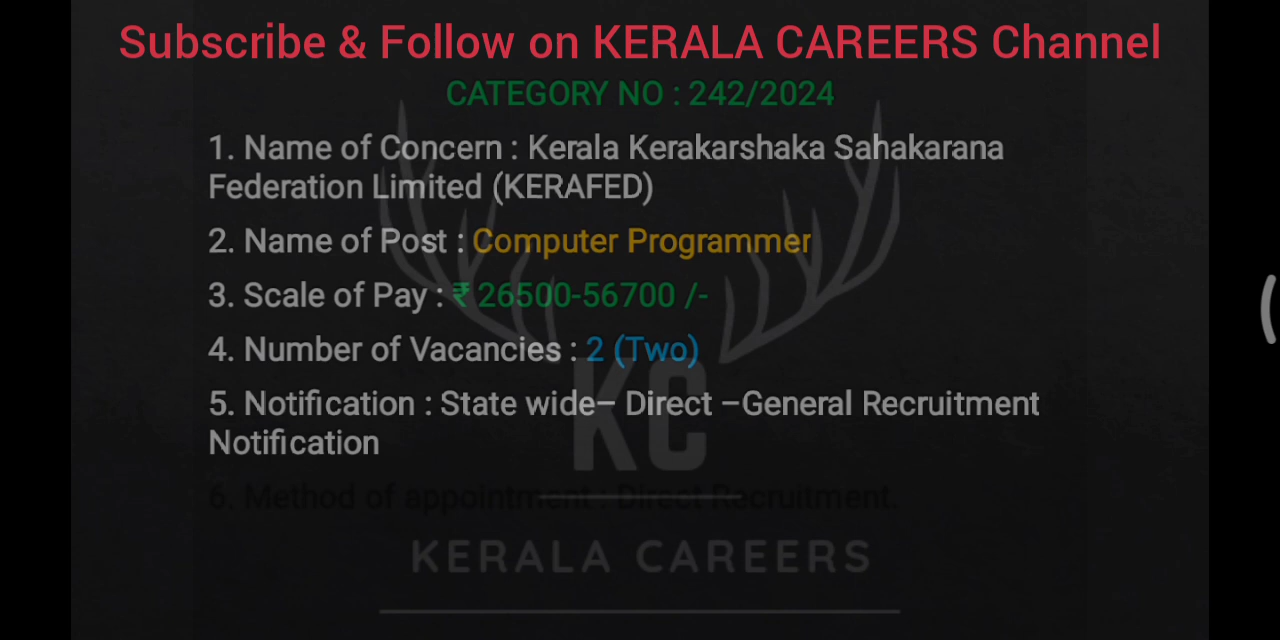 Subscribe & Follow on KERALA CAREERS Channel
CATEGORY NO : 242/2024
1. Name of Concern : Kerala Kerakarshaka Sahakarana
Federation Limited (KERAFED)
2. Name of Post : Computer Programmer
3. Scale of Pay : ₹ 26500-56700 /-
4. Number of Vacancies : 2 (Two)
5. Notification : State wide– Direct –General Recruitment
Notification
KC
6. Method of appointment : Direct Recruitment.
KERALA CAREERS